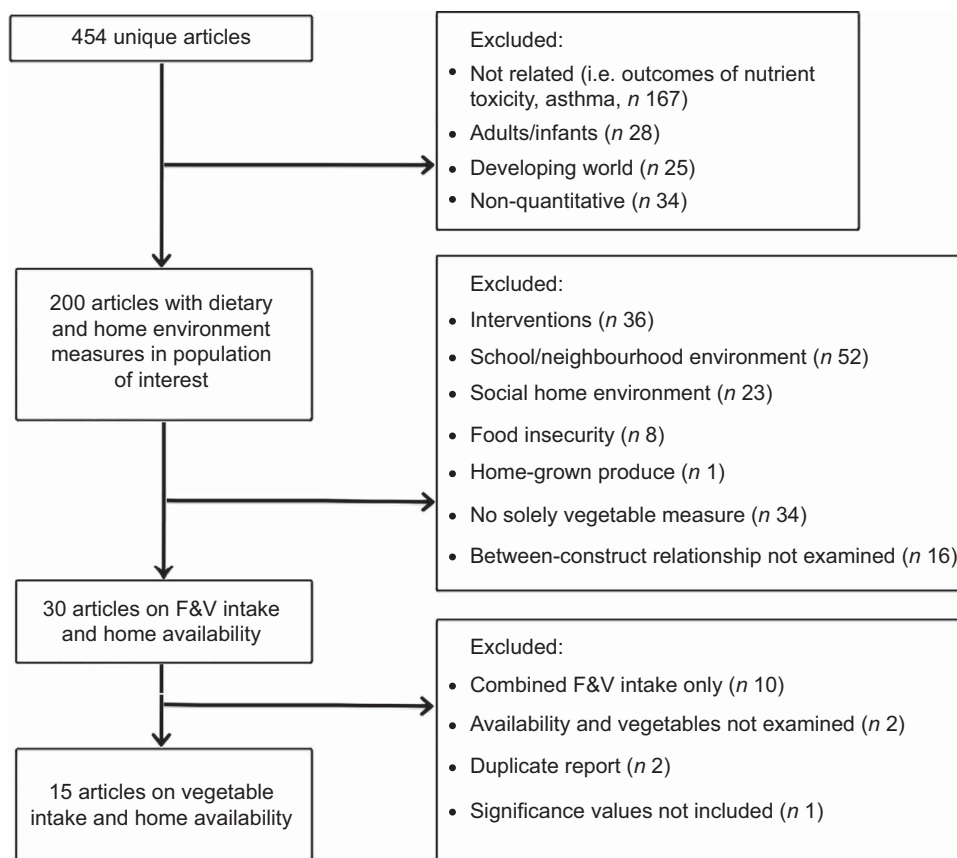 454 unique articles
Excluded:
• Not related (i.e. outcomes of nutrient
toxicity, asthma, n 167)
• Adults/infants (n 28)
• Developing world (n 25)
• Non-quantitative (n 34)
200 articles with dietary
and home environment
measures in population
of interest
Excluded:
• Interventions (n 36)
• School/neighbourhood environment (n 52)
• Social home environment (n 23)
• Food insecurity (n 8)
• Home-grown produce (n 1)
• No solely vegetable measure (n 34)
• Between-construct relationship not examined (n 16)
30 articles on F&V intake
and home availability
Excluded:
• Combined F&V intake only (n 10)
• Availability and vegetables not examined (n 2)
• Duplicate report (n 2)
• Significance values not included (n 1)
15 articles on vegetable
intake and home availability